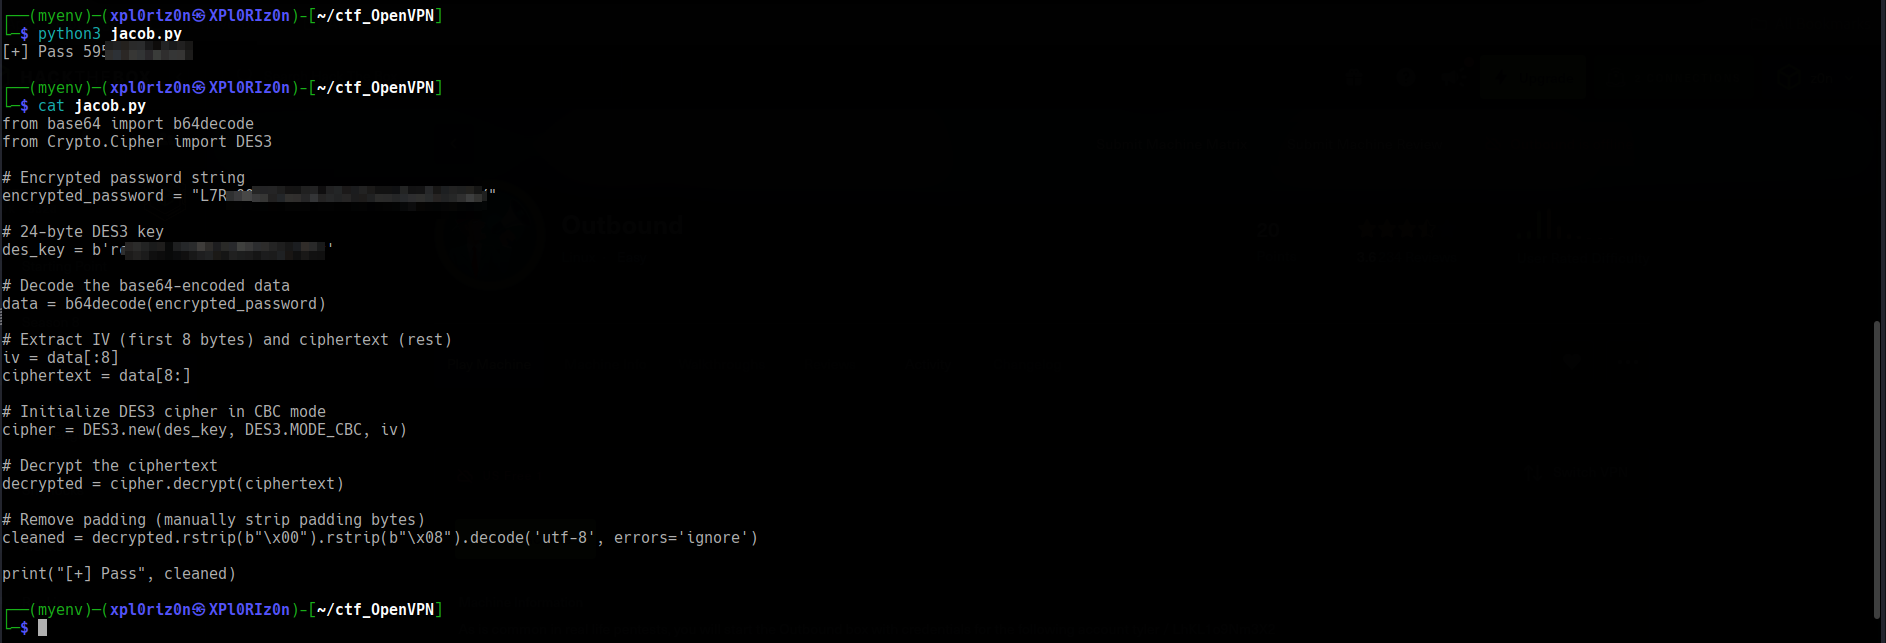 ┌──(myenv)─(xpl0riz0n㉿XPl0RIz0n)-[~/ctf_OpenVPN]
└─$ python3 jacob.py
[+] Pass 595

┌──(myenv)─(xpl0riz0n㉿XPl0RIz0n)-[~/ctf_OpenVPN]
└─$ cat jacob.py
from base64 import b64decode
from Crypto.Cipher import DES3

# Encrypted password string
encrypted_password = "L7R"

# 24-byte DES3 key
des_key = b'r'

# Decode the base64-encoded data
data = b64decode(encrypted_password)

# Extract IV (first 8 bytes) and ciphertext (rest)
iv = data[:8]
ciphertext = data[8:]

# Initialize DES3 cipher in CBC mode
cipher = DES3.new(des_key, DES3.MODE_CBC, iv)

# Decrypt the ciphertext
decrypted = cipher.decrypt(ciphertext)

# Remove padding (manually strip padding bytes)
cleaned = decrypted.rstrip(b"\x00").rstrip(b"\x08").decode('utf-8', errors='ignore')

print("[+] Pass", cleaned)

┌──(myenv)─(xpl0riz0n㉿XPl0RIz0n)-[~/ctf_OpenVPN]
└─$
Outbound